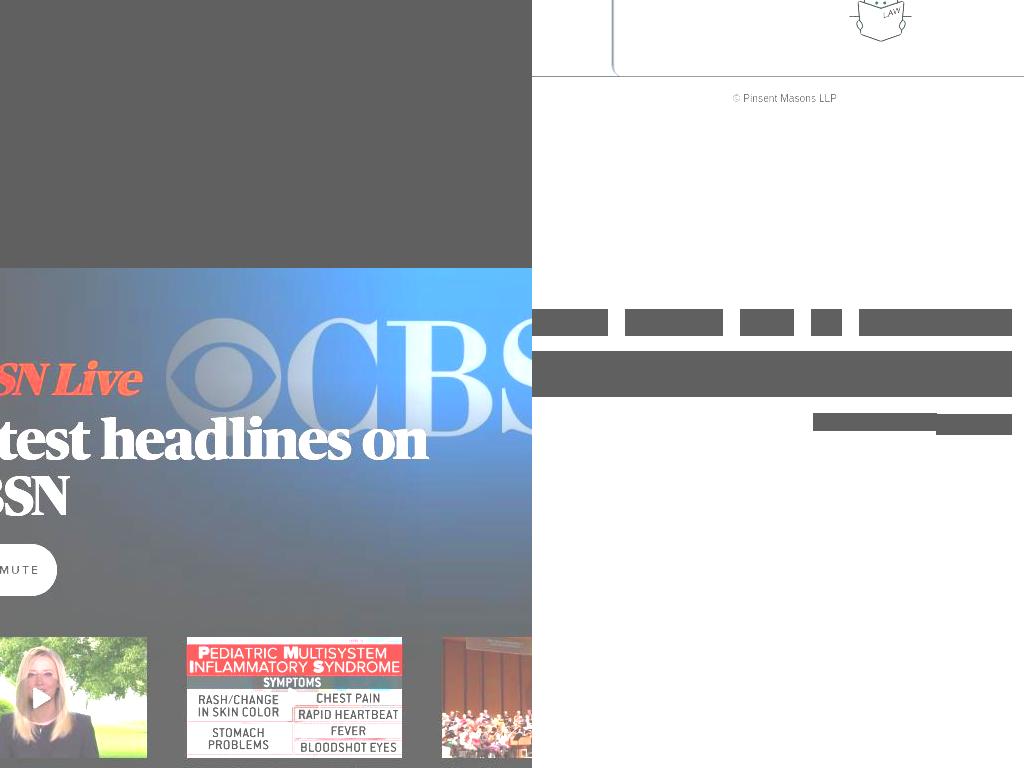 CBS
SN Live
test headlines on
BSN
MUTE
PEDIATRIC MULTISYSTEM
INFLAMMATORY SYNDROME
SYMPTOMS
RASH/CHANGE
IN SKIN COLOR
CHEST PAIN
RAPID HEARTBEAT
STOMACH
PROBLEMS
FEVER
BLOODSHOT EYES
LAW
© Pinsent Masons LLP